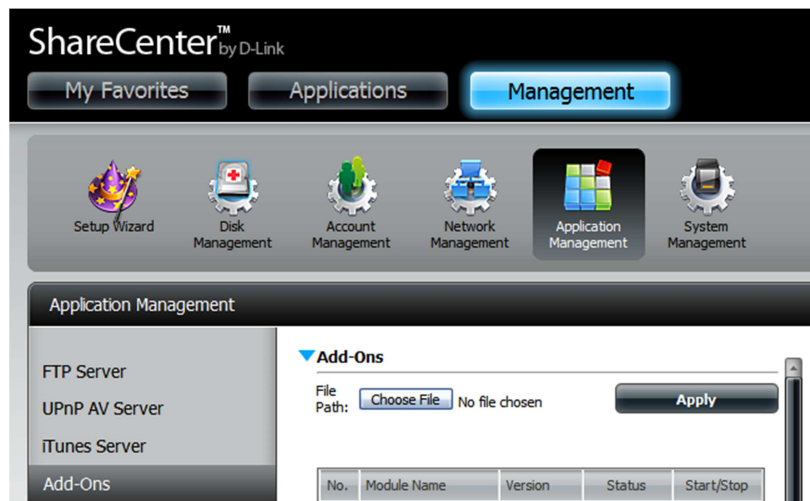 ShareCenter™ by D-Link
My Favorites Applications Management
Setup Wizard Disk Management Account Management Network Management Application Management System Management
Application Management
FTP Server
UPnP AV Server
iTunes Server
Add-Ons
Add-Ons
File Path: Choose File No file chosen Apply
No. Module Name Version Status Start/Stop